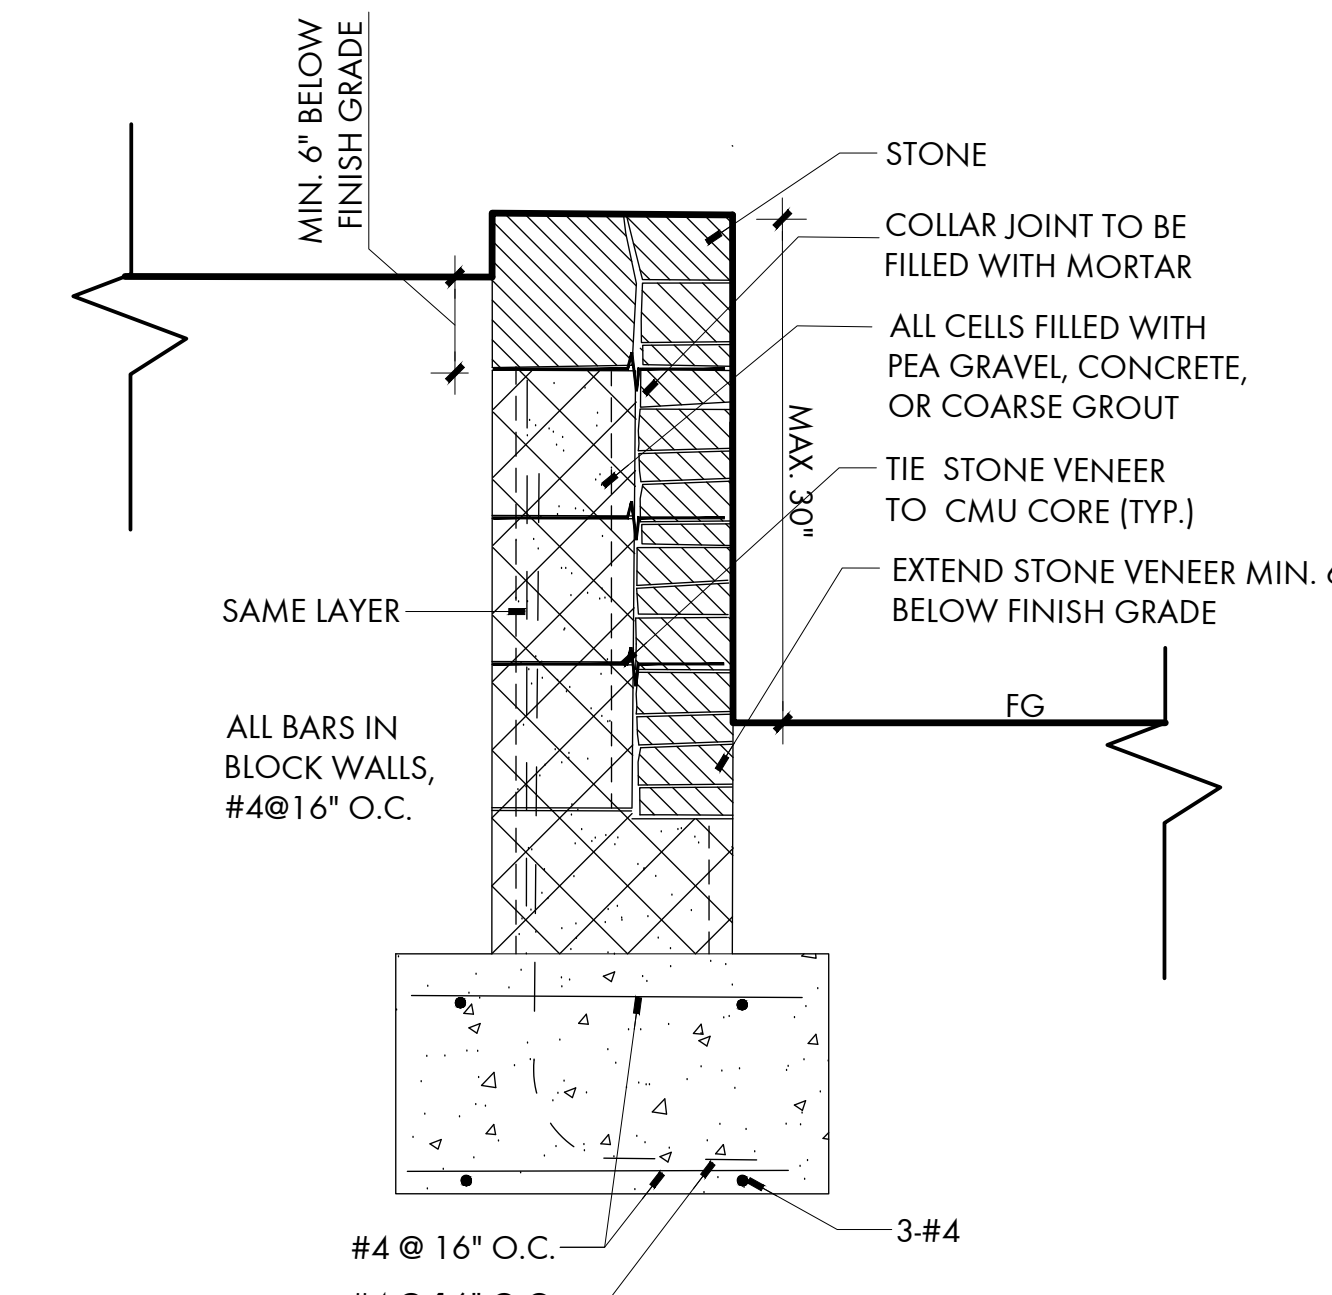 MIN. 6" BELOW
FINISH GRADE
STONE
COLLAR JOINT TO BE
FILLED WITH MORTAR
ALL CELLS FILLED WITH
PEA GRAVEL, CONCRETE,
OR COARSE GROUT
MAX. 30"
TIE STONE VENEER
TO CMU CORE (TYP.)
EXTEND STONE VENEER MIN.
BELOW FINISH GRADE
SAME LAYER
FG
ALL BARS IN
BLOCK WALLS,
#4@16" O.C.
3-#4
#4 @ 16" O.C.